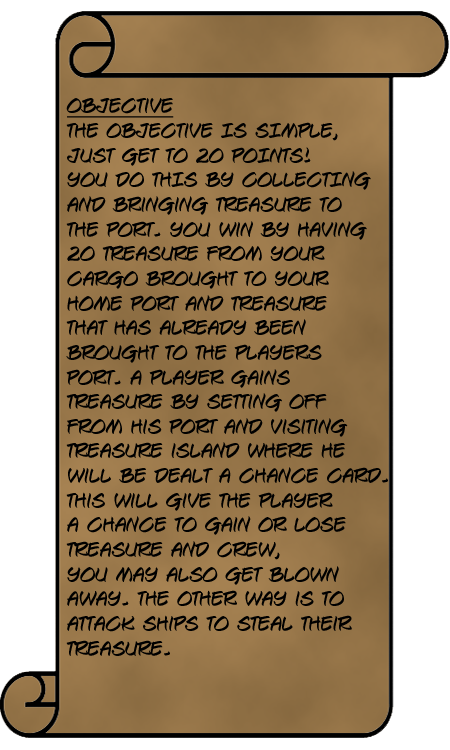 OBJECTIVE
THE OBJECTIVE IS SIMPLE,
JUST GET TO 20 POINTS!
YOU DO THIS BY COLLECTING
AND BRINGING TREASURE TO
THE PORT. YOU WIN BY HAVING
20 TREASURE FROM YOUR
CARGO BROUGHT TO YOUR
HOME PORT AND TREASURE
THAT HAS ALREADY BEEN
BROUGHT TO THE PLAYERS
PORT. A PLAYER GAINS
TREASURE BY SETTING OFF
FROM HIS PORT AND VISITING
TREASURE ISLAND WHERE HE
WILL BE DEALT A CHANCE CARD.
THIS WILL GIVE THE PLAYER
A CHANCE TO GAIN OR LOSE
TREASURE AND CREW,
YOU MAY ALSO GET BLOWN
AWAY. THE OTHER WAY IS TO
ATTACK SHIPS TO STEAL THEIR
TREASURE.